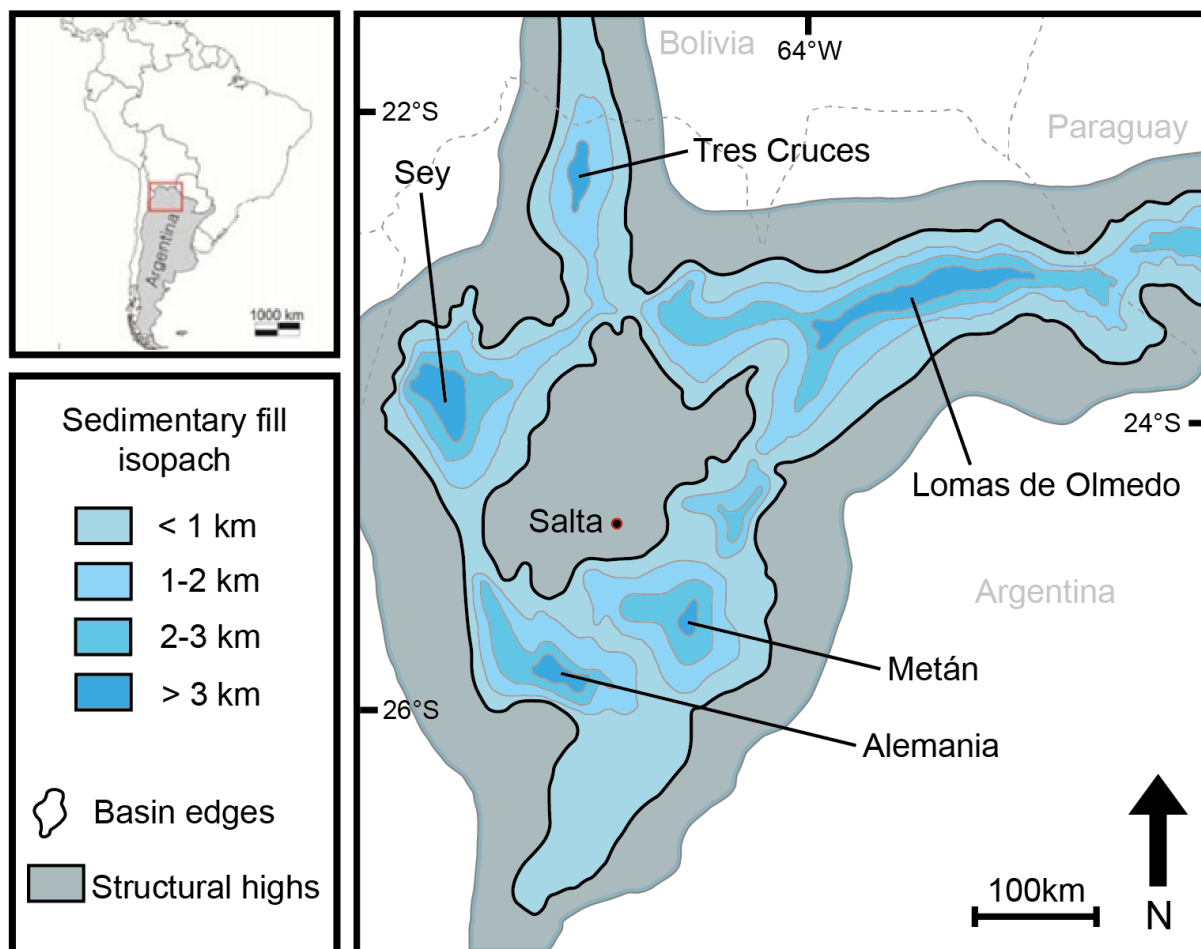 Argentina
1000 km
Sedimentary fill
isopach
< 1 km
1-2 km
2-3 km
> 3 km
Basin edges
Structural highs
Bolivia
64°W
22°S
Paraguay
Tres Cruces
Sey
24°S
Lomas de Olmedo
Salta
Argentina
Metán
26°S
Alemania
100km
N